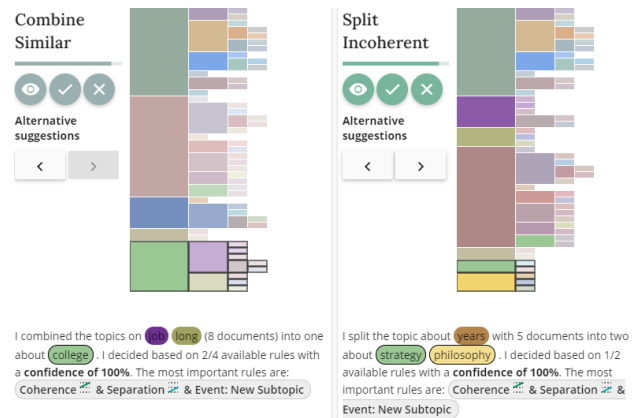 Combine
Similar
Alternative
suggestions
I combined the topics on job long (8 documents) into one
about college . I decided based on 2/4 available rules with
a confidence of 100%. The most important rules are:
Coherence & Separation & Event: New Subtopic
Split
Incoherent
Alternative
suggestions
I split the topic about years with 5 documents into two
about strategy philosophy . I decided based on 1/2
available rules with a confidence of 100%. The most
important rules are: Coherence & Separation &
Event: New Subtopic